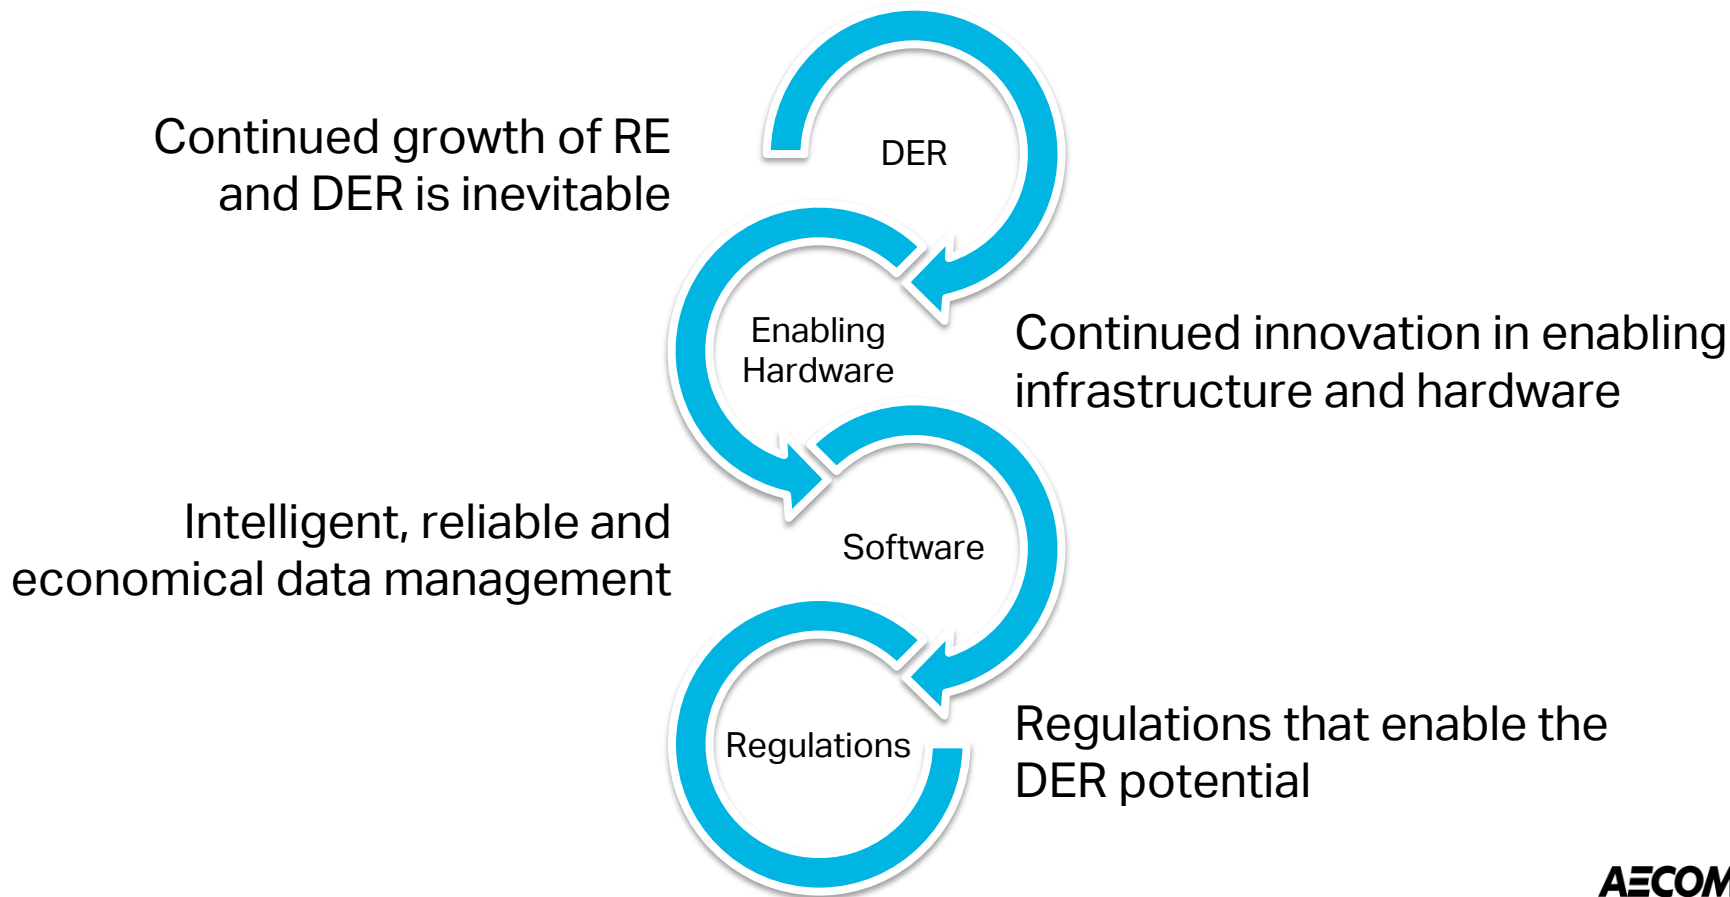 Continued growth of RE
and DER is inevitable
DER
Enabling
Hardware
Continued innovation in enabling
infrastructure and hardware
Intelligent, reliable and
economical data management
Software
Regulations
Regulations that enable the
DER potential
AECOM